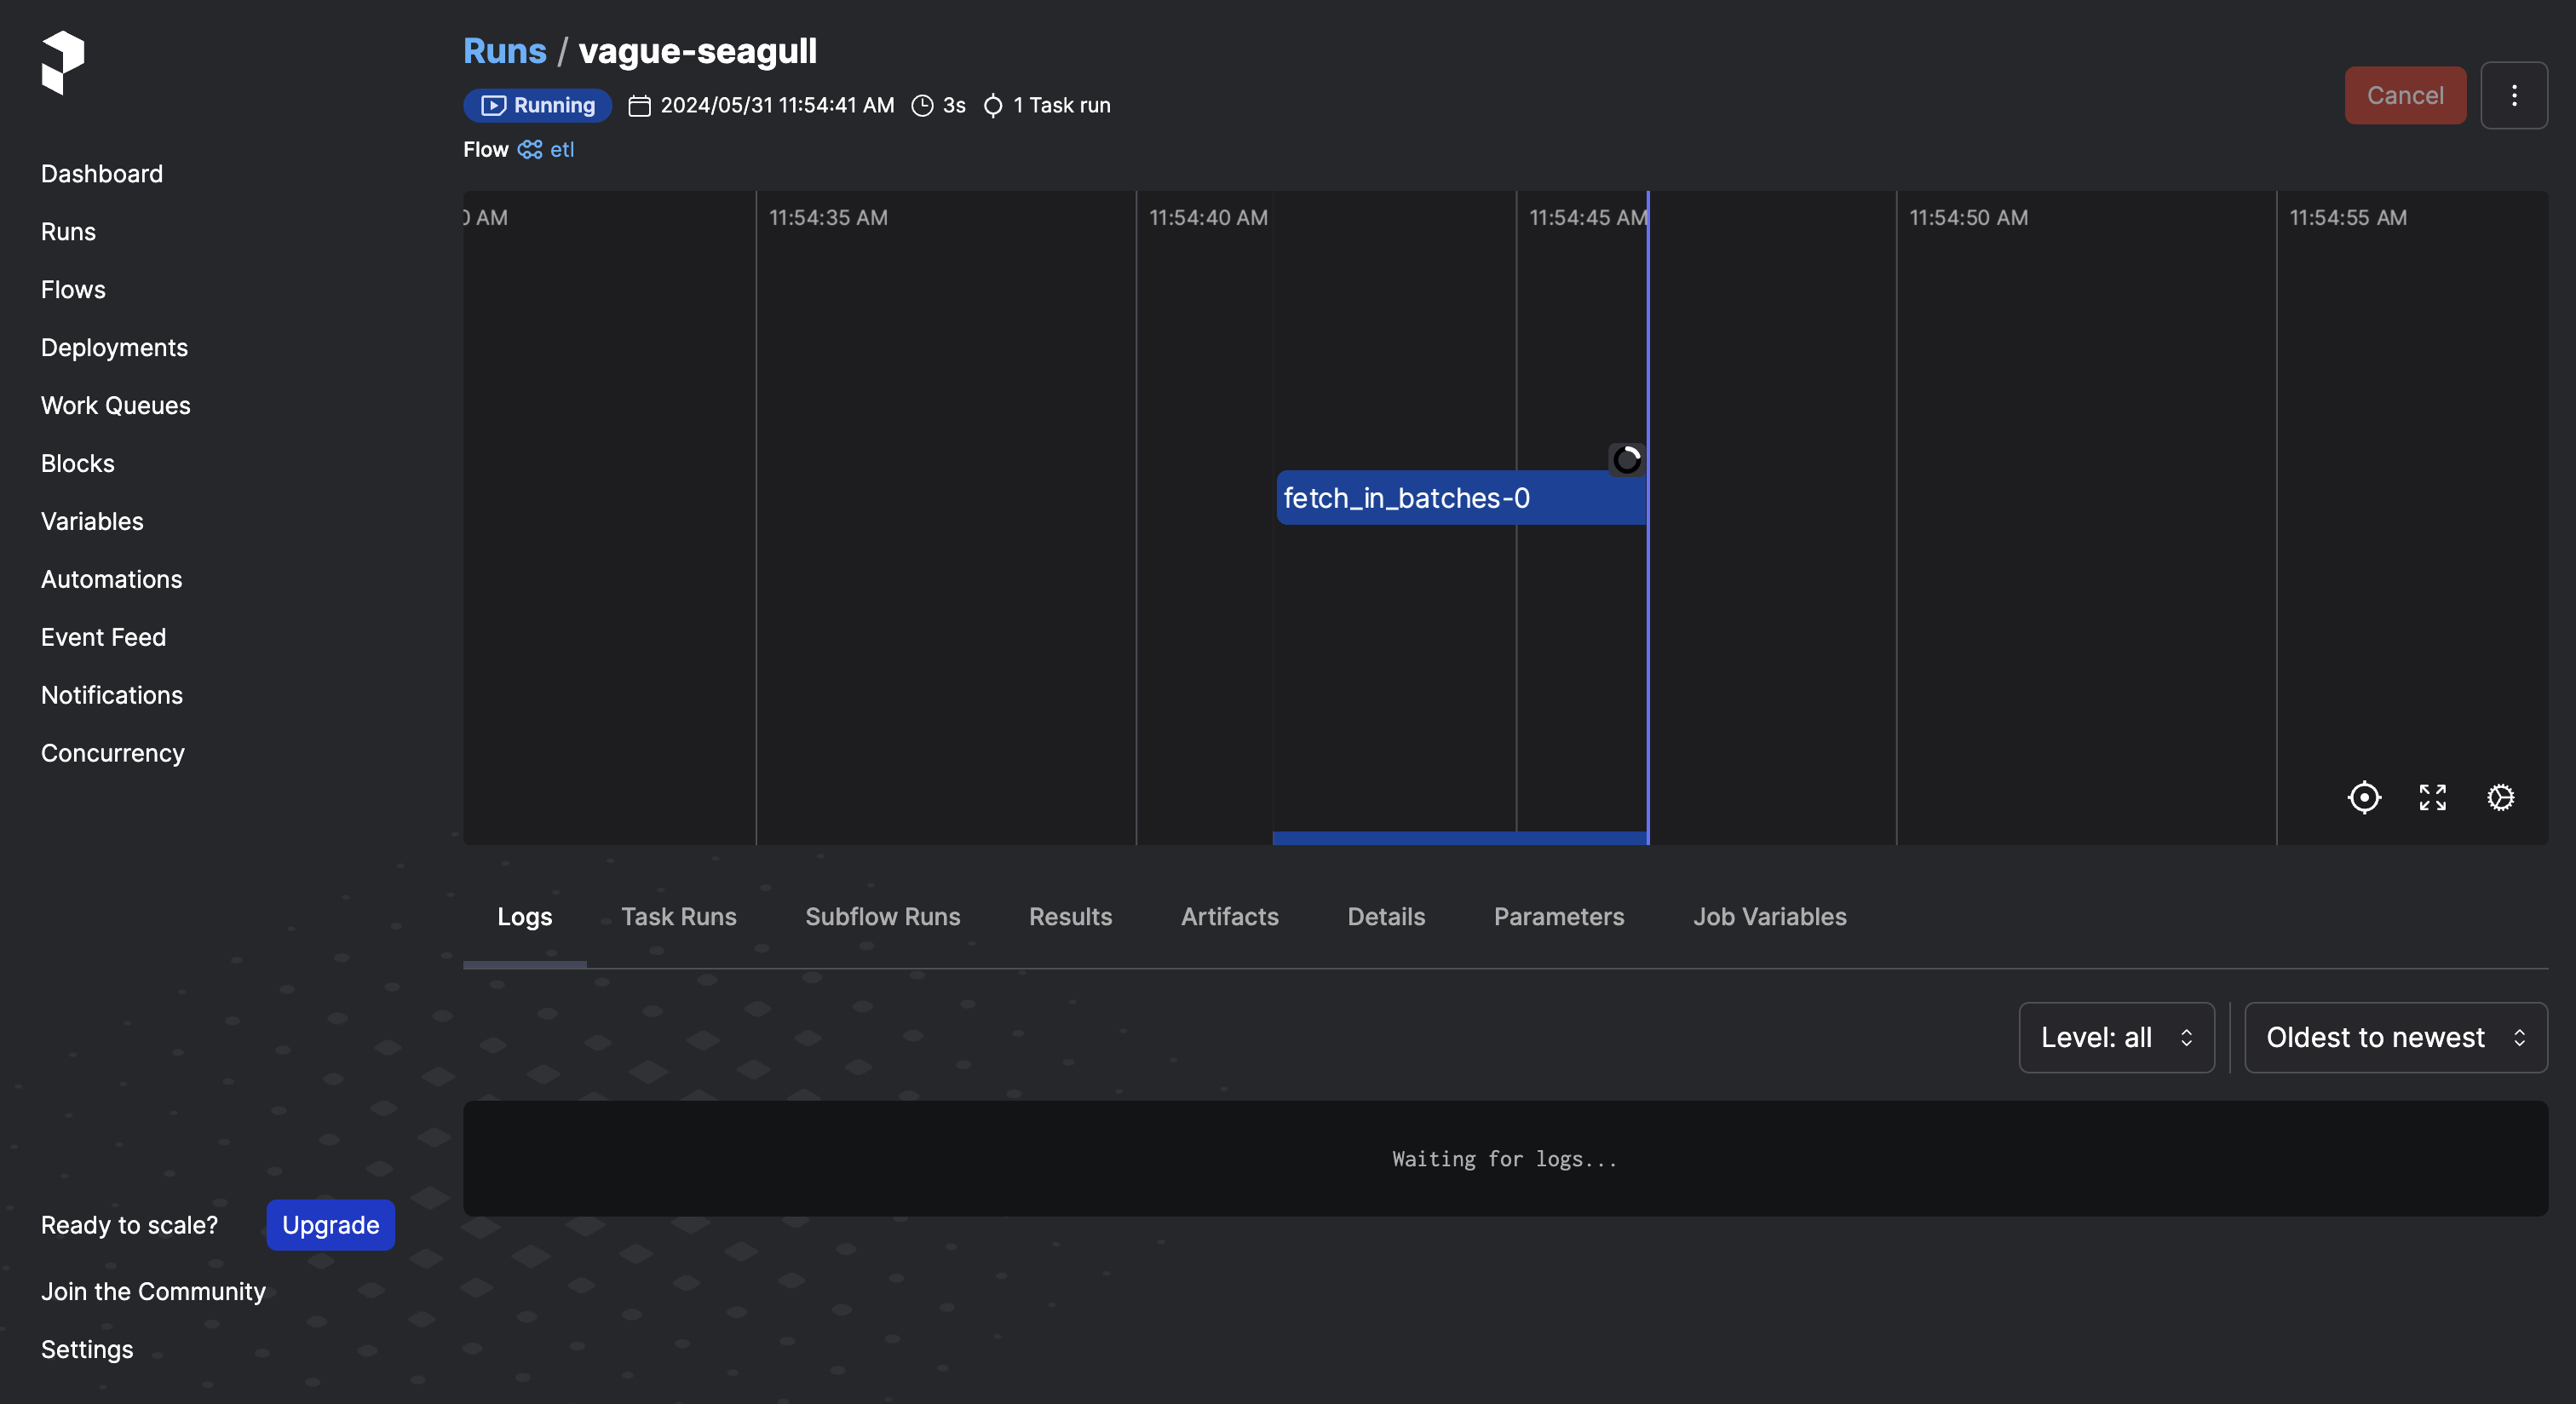 Runs / vague-seagull
Running 2024/05/31 11:54:41 AM 3s 1 Task run
Flow etl
Cancel
Dashboard
Runs
Flows
Deployments
Work Queues
Blocks
Variables
Automations
Event Feed
Notifications
Concurrency
Ready to scale? Upgrade
Join the Community
Settings
0 AM 11:54:35 AM 11:54:40 AM 11:54:45 AM 11:54:50 AM 11:54:55 AM
fetch_in_batches-0
Logs Task Runs Subflow Runs Results Artifacts Details Parameters Job Variables
Level: all Oldest to newest
Waiting for logs...